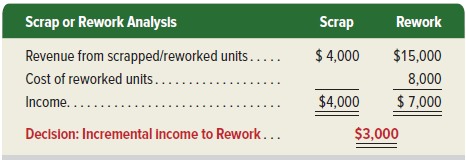 Scrap or Rework Analysis Scrap Rework
Revenue from scrapped/reworked units..... $ 4,000 $15,000
Cost of reworked units.................. 8,000
Income................................. $4,000 $ 7,000
Decision: Incremental income to Rework... $3,000